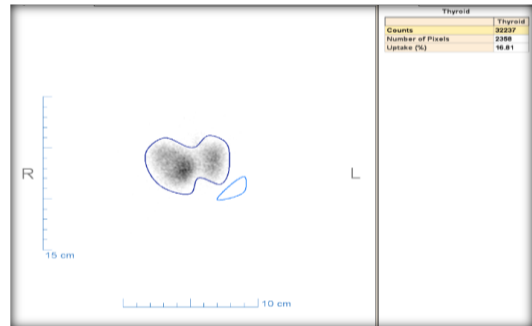 Thyroid
Thyroid
Counts 32237
Number of Pixels 2358
Uptake (%) 16.81
R
L
15 cm
10 cm